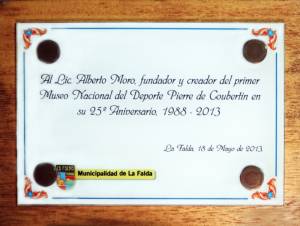 Al Lic. Alberto Moro, fundador y creador del primer
Museo Nacional del Deporte Pierre de Coubertin en
su 25º Aniversario, 1988 - 2013
La Falda, 18 de Mayo de 2013.
Municipalidad de La Falda